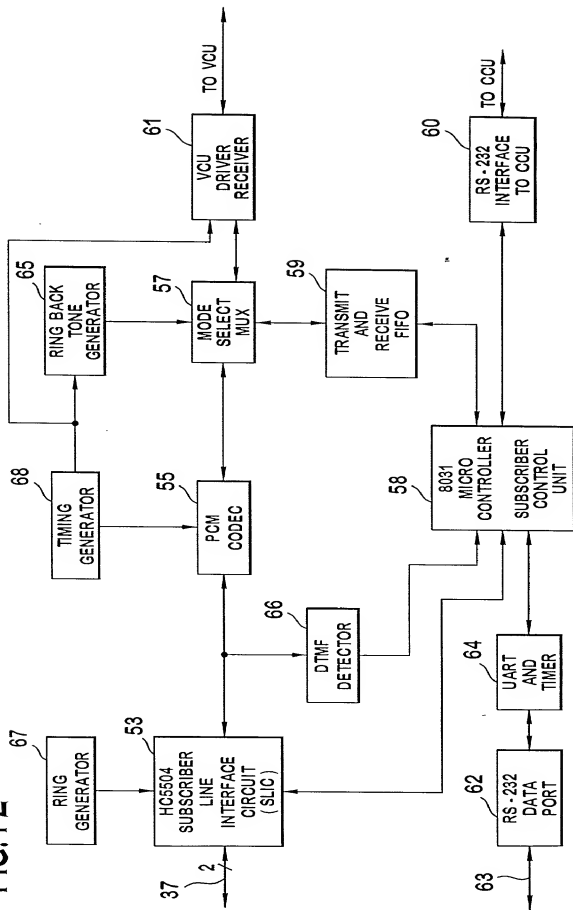 67
RING
GENERATOR
53
HC5504
SUBSCRIBER
LINE
INTERFACE
CIRCUIT
( SLIC )
2
37
68
TIMING
GENERATOR
65
RING BACK
TONE
GENERATOR
55
PCM
CODEC
57
MODE
SELECT
MUX
61
VCU
DRIVER
RECEIVER
TO VCU
66
DTMF
DETECTOR
59
TRANSMIT
AND
RECEIVE
FIFO
62
RS - 232
DATA
PORT
63
64
UART
AND
TIMER
58
8031
MICRO
CONTROLLER
SUBSCRIBER
CONTROL
UNIT
60
RS - 232
INTERFACE
TO CCU
TO CCU